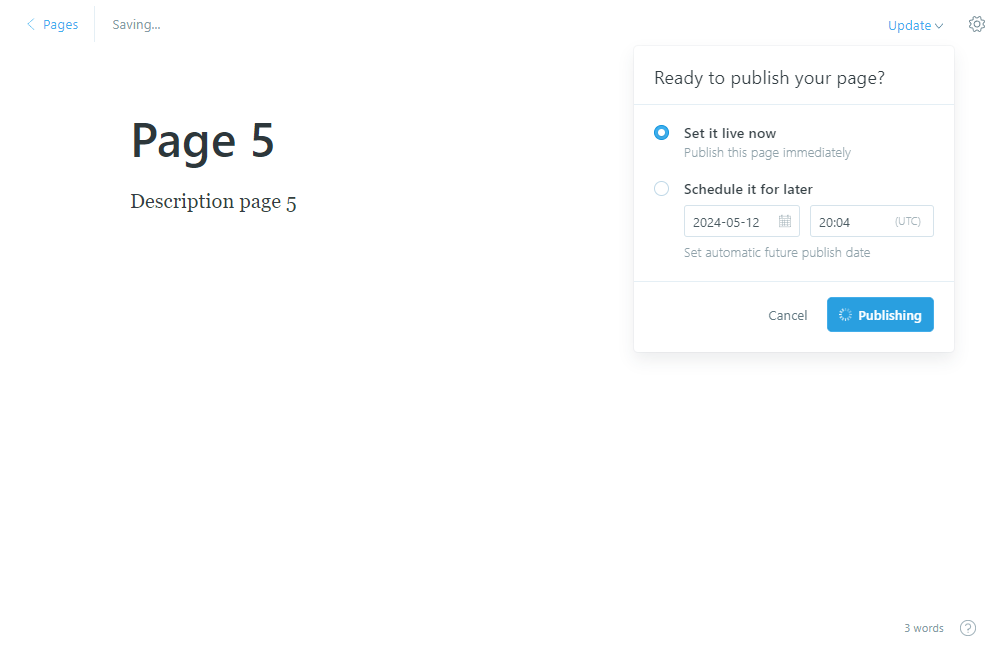 Pages
Saving...
Update
Ready to publish your page?
Set it live now
Publish this page immediately
Schedule it for later
2024-05-12
20:04 (UTC)
Set automatic future publish date
Cancel
Publishing
Page 5
Description page 5
3 words
?